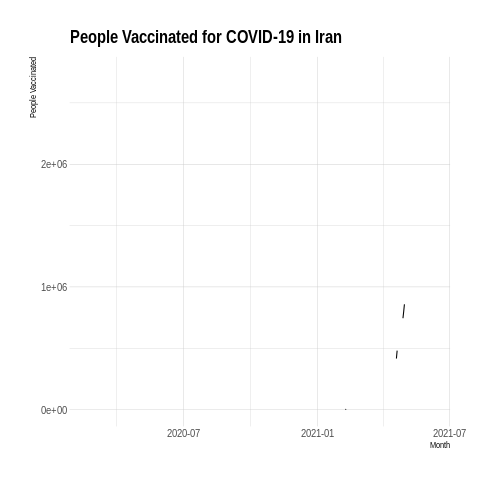 People Vaccinated for COVID-19 in Iran
People Vaccinated
2e+06
1e+06
0e+00
2020-07
2021-01
2021-07
Month